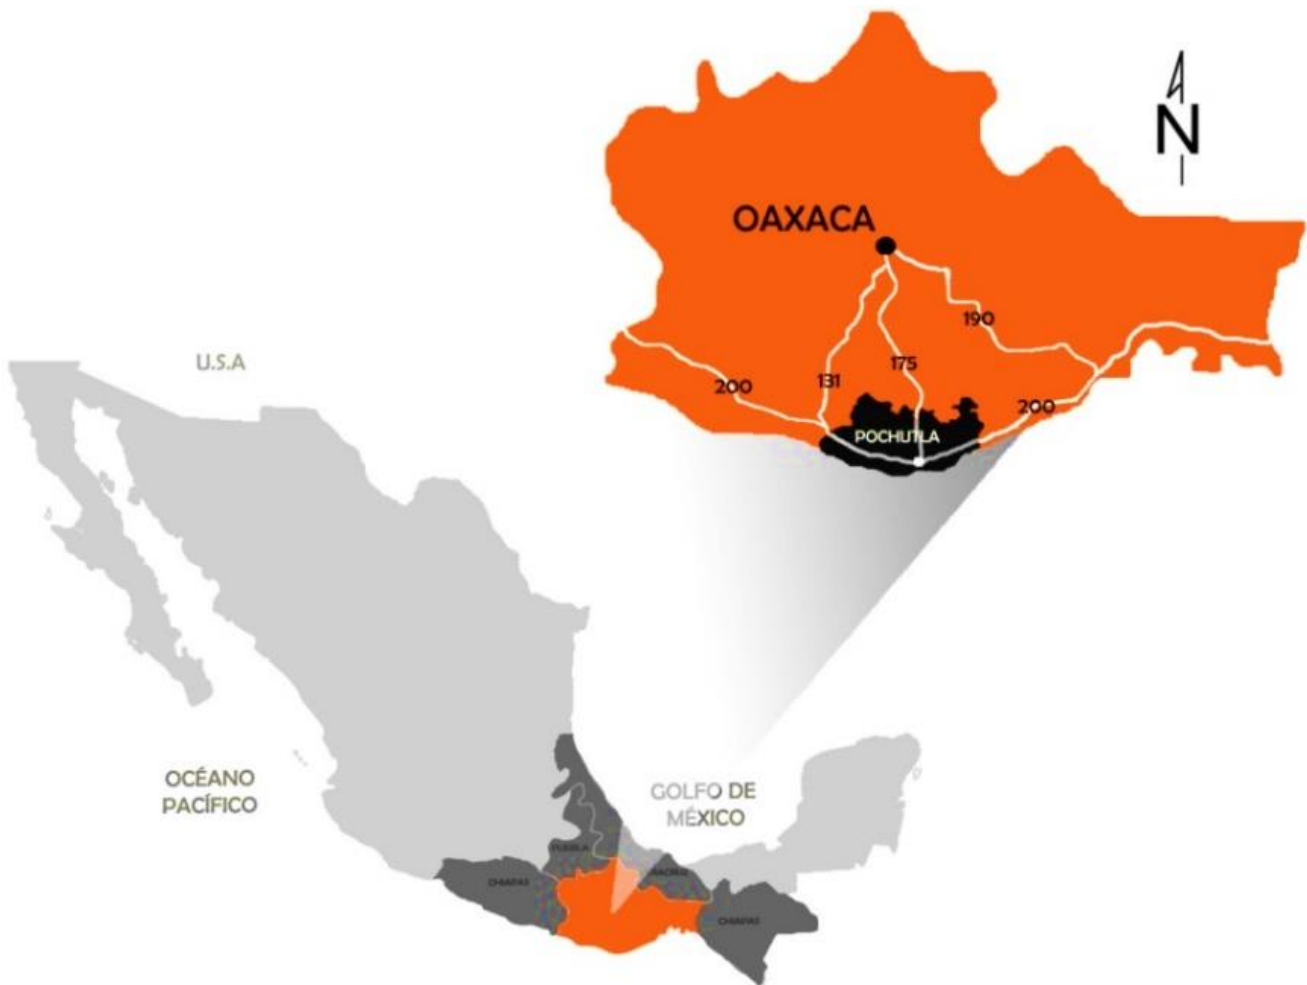 N
OAXACA
190
175
131
200
200
POCHUTLA
U.S.A
OCÉANO
PACÍFICO
GOLFO DE
MÉXICO
PUEBLA
CHIAPAS
CHIAPAS